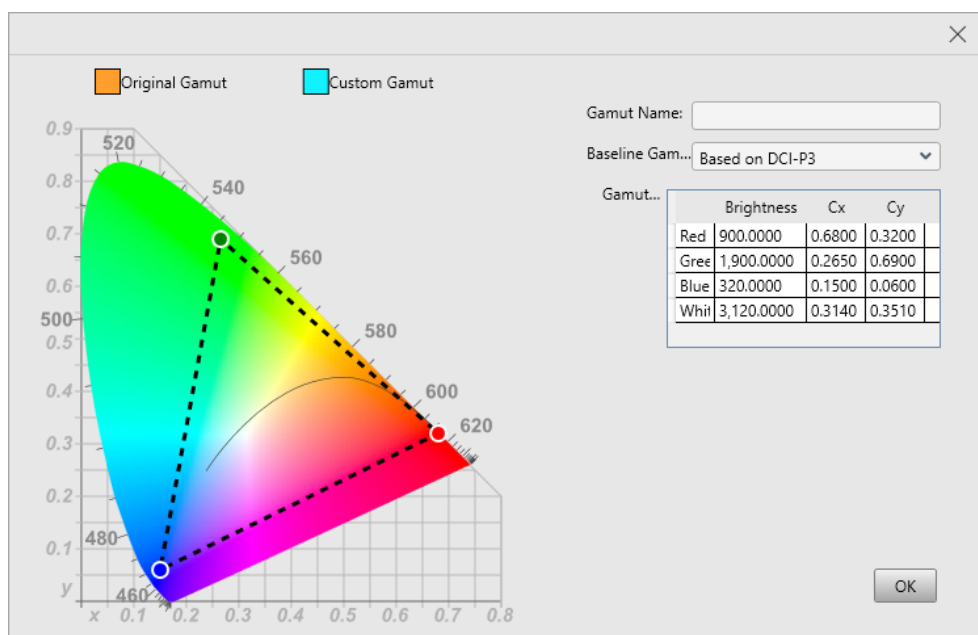 Original Gamut
Custom Gamut
Gamut Name:
Baseline Gam...
Based on DCI-P3
Gamut...
Brightness Cx Cy
Red 900.0000 0.6800 0.3200
Gree 1,900.0000 0.2650 0.6900
Blue 320.0000 0.1500 0.0600
Whit 3,120.0000 0.3140 0.3510
0.9
0.8
0.7
0.6
0.5
0.4
0.3
0.2
0.1
y
x 0.1 0.2 0.3 0.4 0.5 0.6 0.7 0.8
520
540
560
580
600
620
500
480
460
OK